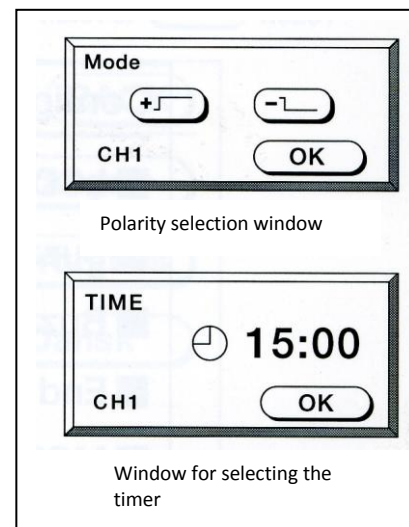 Mode
+ -
CH1 OK
Polarity selection window
TIME
15:00
CH1 OK
Window for selecting the
timer